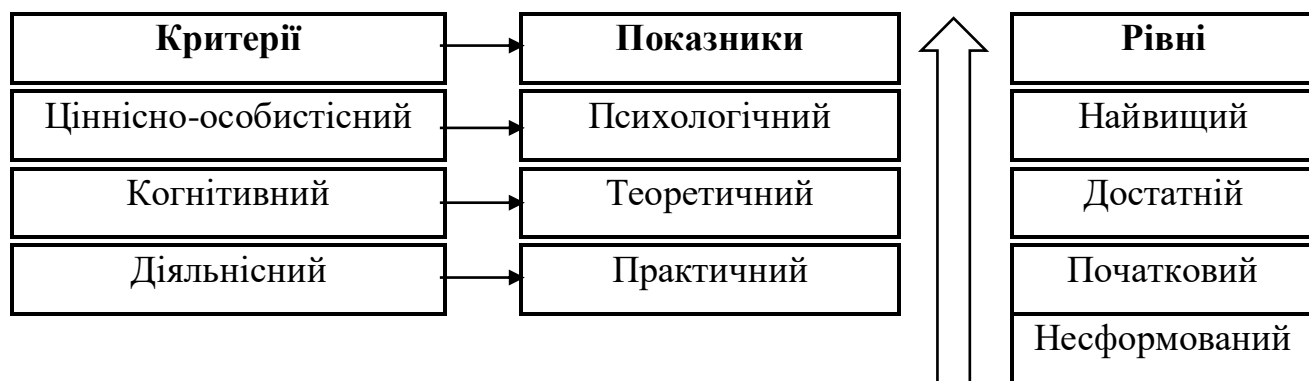 Критерії Показники Рівні
Ціннісно-особистісний Психологічний Найвищий
Когнітивний Теоретичний Достатній
Діяльнісний Практичний Початковий
Несформований